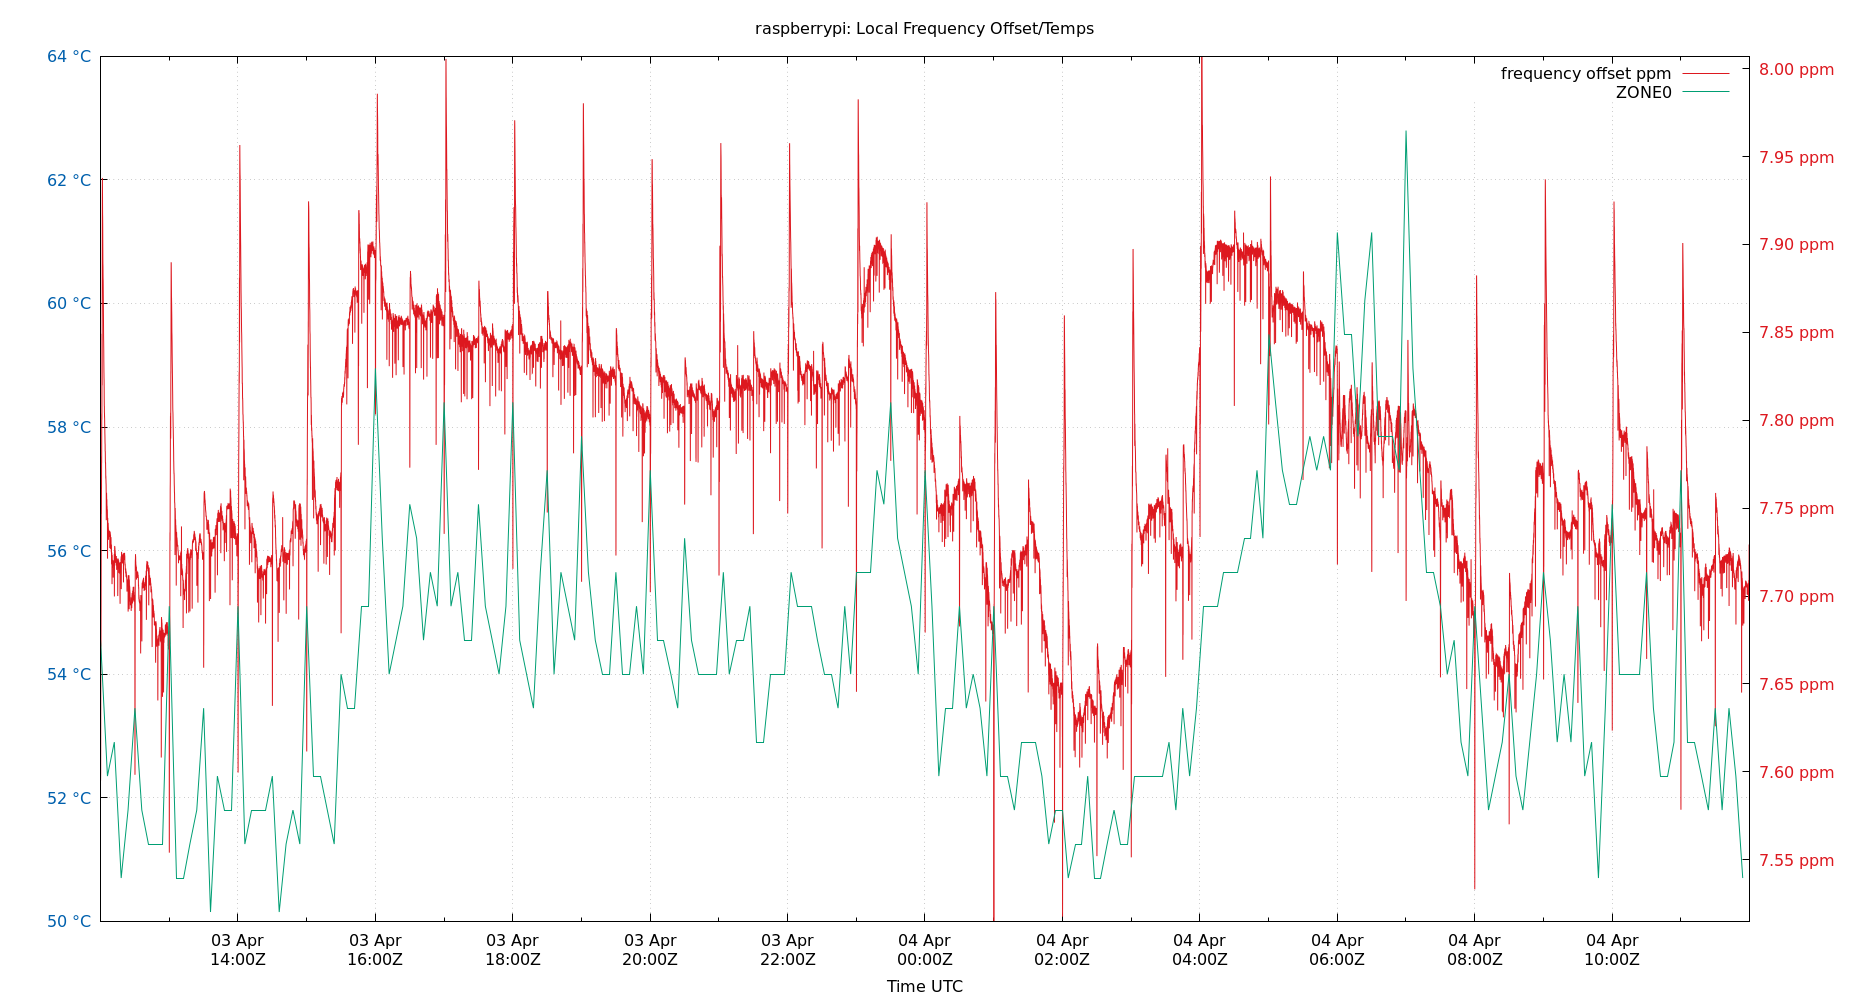 raspberrypi: Local Frequency Offset/Temps
frequency offset ppm
ZONE0
64 °C
62 °C
60 °C
58 °C
56 °C
54 °C
52 °C
50 °C
8.00 ppm
7.95 ppm
7.90 ppm
7.85 ppm
7.80 ppm
7.75 ppm
7.70 ppm
7.65 ppm
7.60 ppm
7.55 ppm
03 Apr
14:00Z
03 Apr
16:00Z
03 Apr
18:00Z
03 Apr
20:00Z
03 Apr
22:00Z
04 Apr
00:00Z
04 Apr
02:00Z
04 Apr
04:00Z
04 Apr
06:00Z
04 Apr
08:00Z
04 Apr
10:00Z
Time UTC